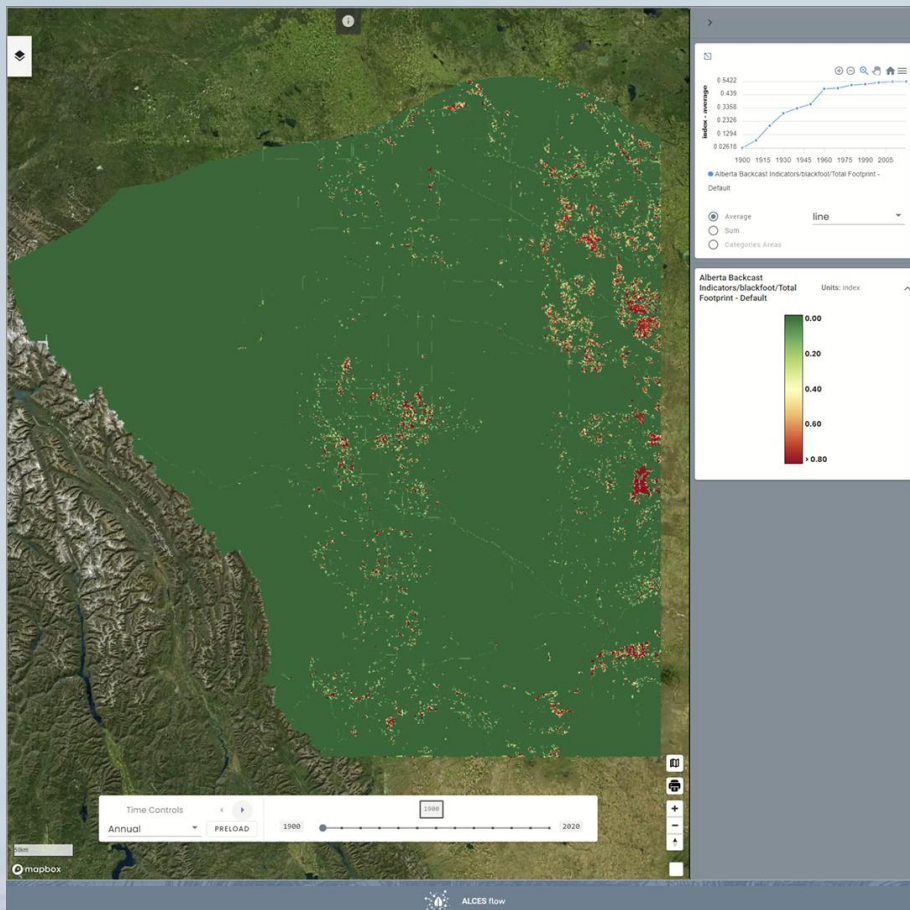 0.5422
0.439
0.3358
0.2326
0.1294
0.02618
index - average
1900 1915 1930 1945 1960 1975 1990 2005
Alberta Backcast Indicators/blackfoot/Total Footprint -
Default
Average
line
Sum
Categories Areas
Alberta Backcast
Indicators/blackfoot/Total
Footprint - Default
Units: index
0.00
0.20
0.40
0.60
> 0.80
Time Controls
Annual
PRELOAD
1900
1900
2020
50km
mapbox
ALCES flow